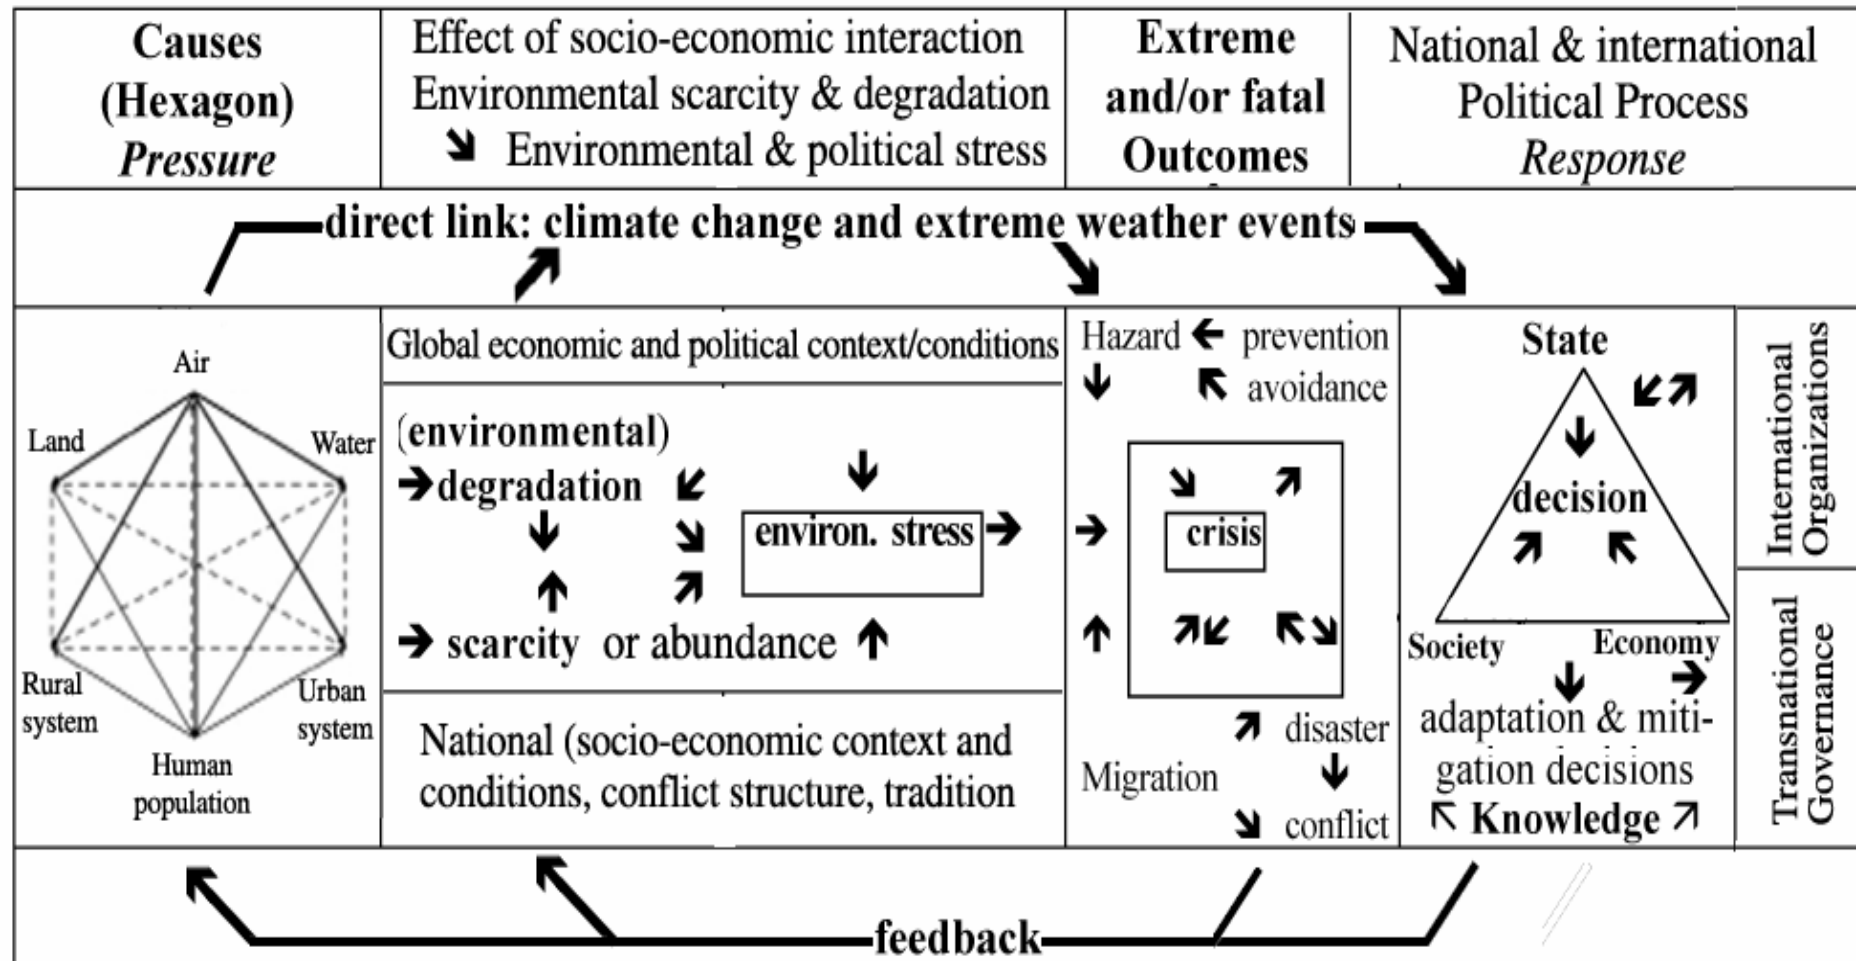 Causes
(Hexagon)
Pressure
Effect of socio-economic interaction
Environmental scarcity & degradation
Environmental & political stress
Extreme
and/or fatal
Outcomes
National & international
Political Process
Response
direct link: climate change and extreme weather events
Air
Land
Water
Rural
system
Urban
system
Human
population
Global economic and political context/conditions
(environmental)
degradation
environ. stress
scarcity or abundance
National (socio-economic context and
conditions, conflict structure, tradition
Hazard prevention
avoidance
crisis
disaster
Migration
conflict
State
decision
Society Economy
adaptation & miti-
gation decisions
Knowledge
International
Organizations
Transnational
Governance
feedback